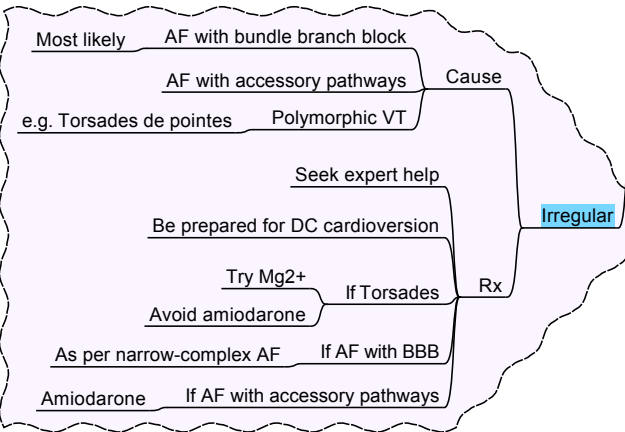 Most likely
AF with bundle branch block
AF with accessory pathways
Cause
e.g. Torsades de pointes
Polymorphic VT
Seek expert help
Irregular
Be prepared for DC cardioversion
Try Mg2+
If Torsades
Rx
Avoid amiodarone
As per narrow-complex AF
If AF with BBB
Amiodarone
If AF with accessory pathways